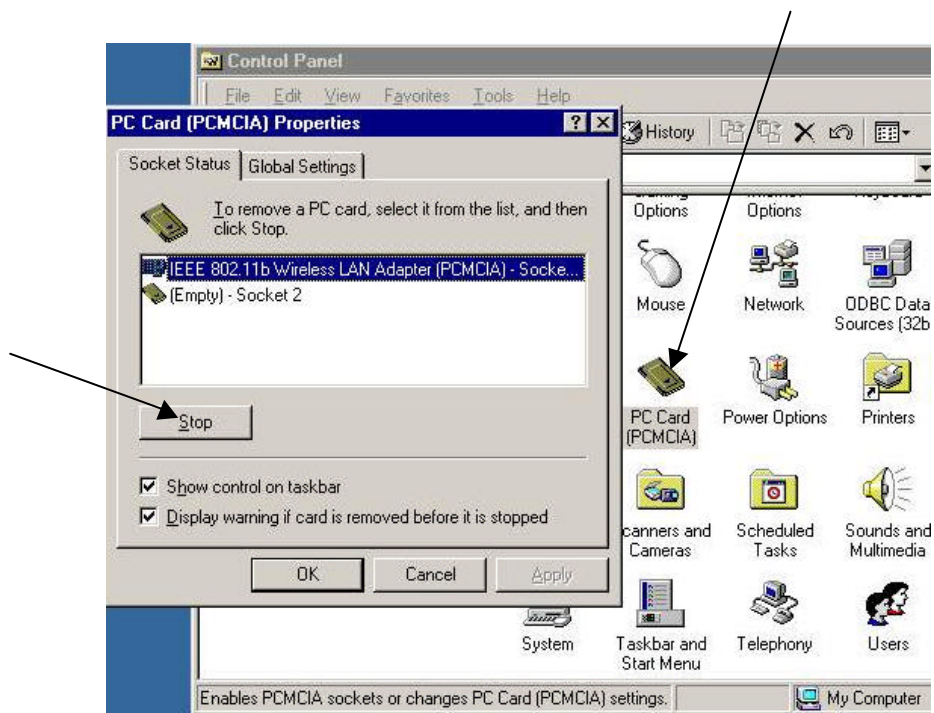 Control Panel
File Edit View Favorites Tools Help
PC Card (PCMCIA) Properties
History
Socket Status Global Settings
To remove a PC card, select it from the list, and then
click Stop.
IEEE 802.11b Wireless LAN Adapter (PCMCIA) - Socke...
(Empty) - Socket 2
Stop
Show control on taskbar
Display warning if card is removed before it is stopped
OK Cancel Apply
Options Options
Mouse Network ODBC Data
Sources (32b
PC Card Power Options Printers
(PCMCIA)
canners and Scheduled Sounds and
Cameras Tasks Multimedia
System Taskbar and Telephony Users
Start Menu
Enables PCMCIA sockets or changes PC Card (PCMCIA) settings. My Computer